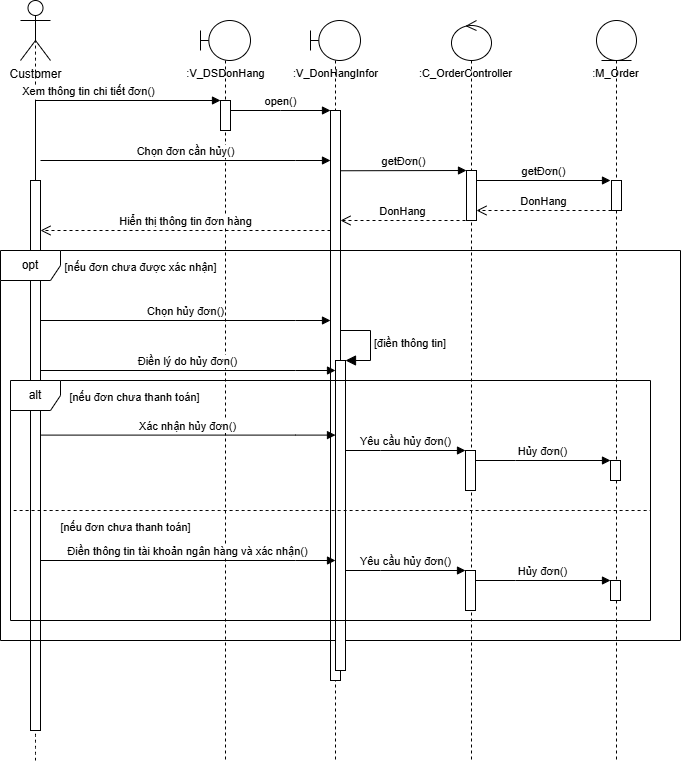 Customer
:V_DSDonHang
:V_DonHangInfor
:C_OrderController
:M_Order
Xem thông tin chi tiết đơn()
open()
Chọn đơn cần hủy()
getĐơn()
getĐơn()
DonHang
DonHang
Hiển thị thông tin đơn hàng
opt
[nếu đơn chưa được xác nhận]
Chọn hủy đơn()
[điền thông tin]
Điền lý do hủy đơn()
alt
[nếu đơn chưa thanh toán]
Xác nhận hủy đơn()
Yêu cầu hủy đơn()
Hủy đơn()
[nếu đơn chưa thanh toán]
Điền thông tin tài khoản ngân hàng và xác nhận()
Yêu cầu hủy đơn()
Hủy đơn()